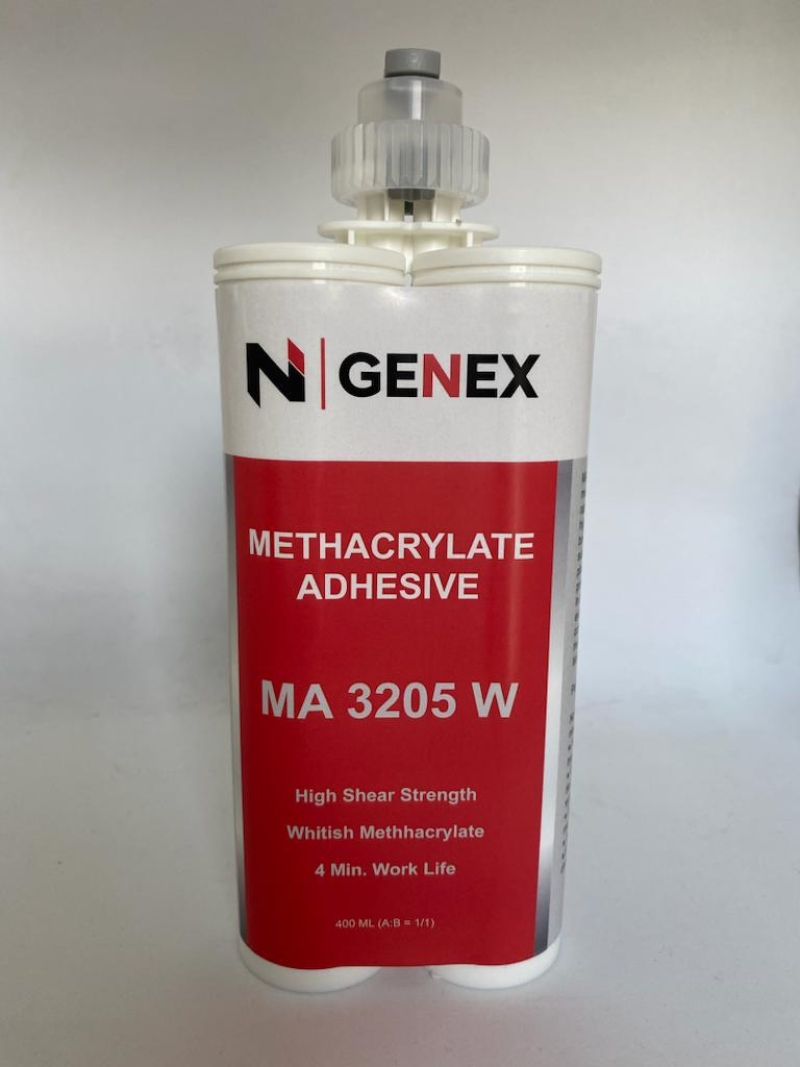 GENEX
METHACRYLATE
ADHESIVE
MA 3205 W
High Shear Strength
Whitish Methhacrylate
4 Min. Work Life
400 ML (A:B = 1/1)